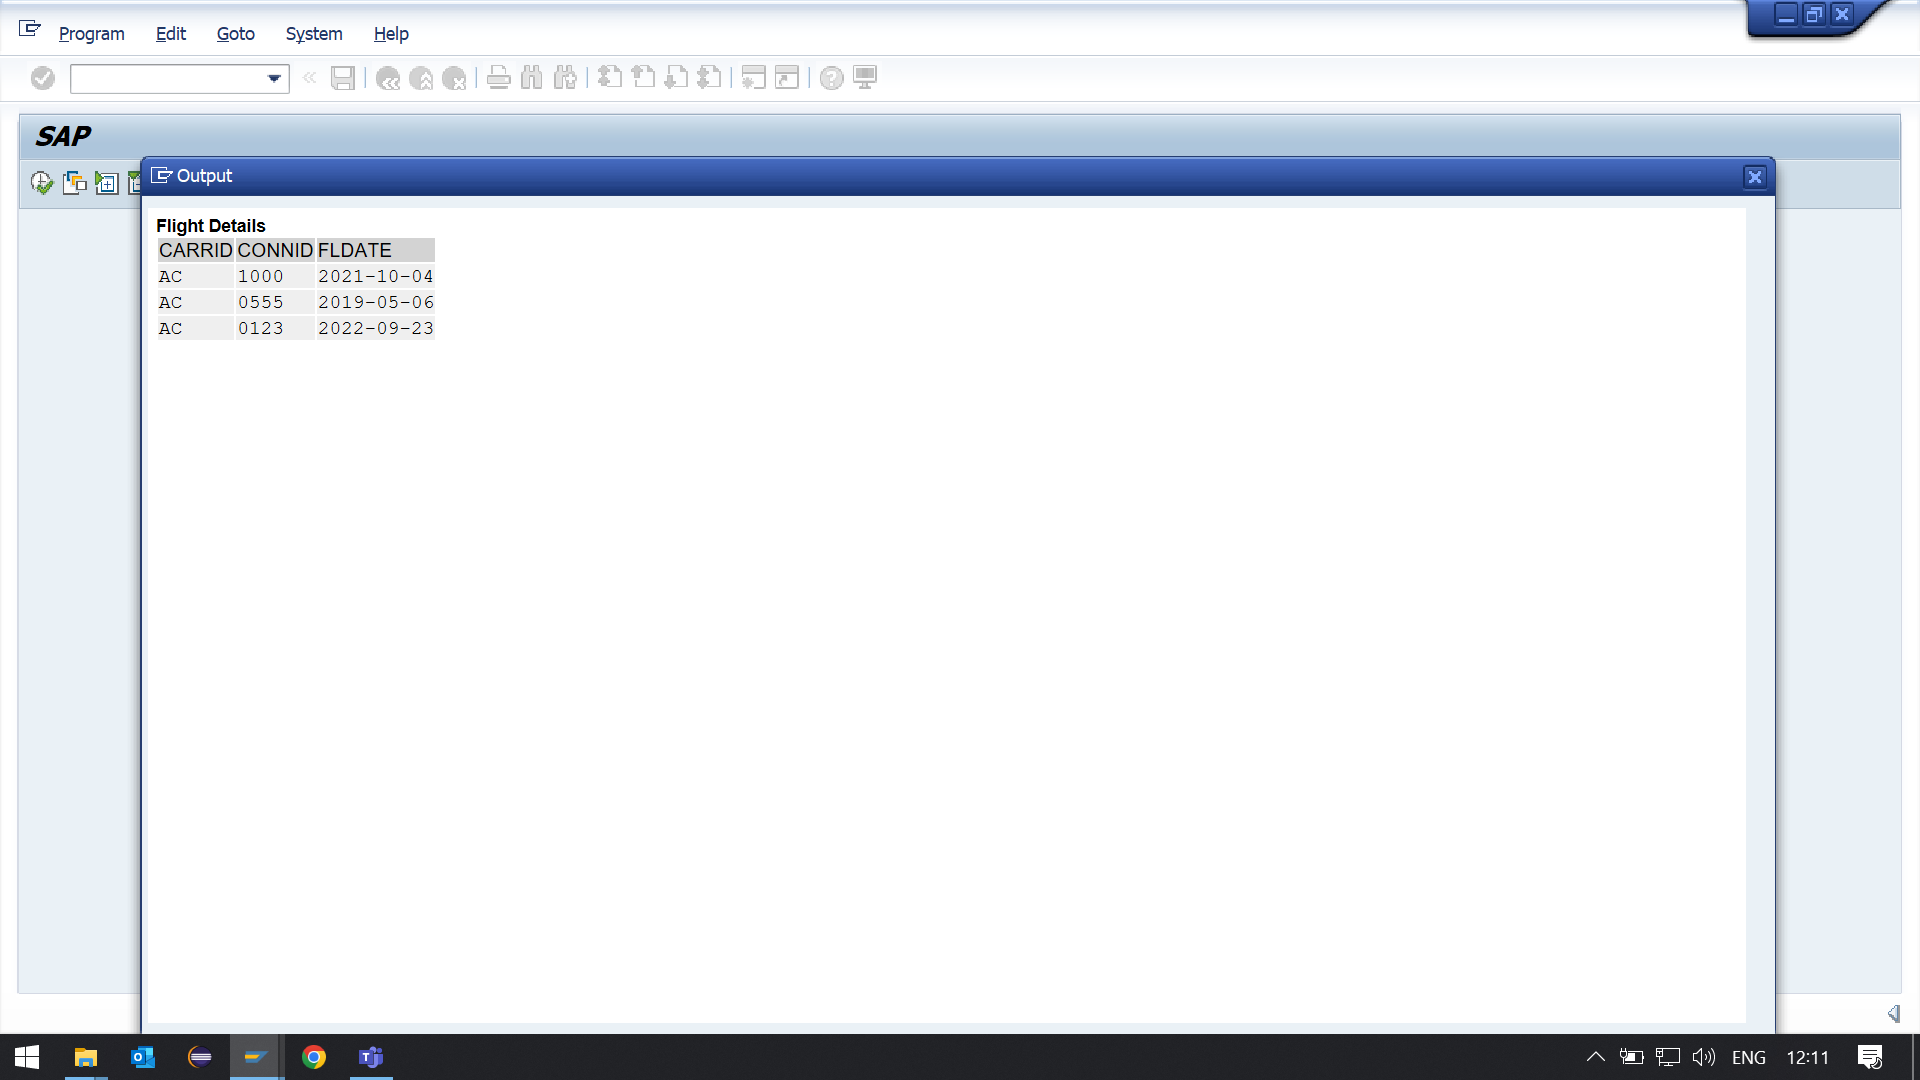 Program Edit Goto System Help
SAP
Output
Flight Details
CARRID CONNID FLDATE
AC 1000 2021-10-04
AC 0555 2019-05-06
AC 0123 2022-09-23
ENG 12:11